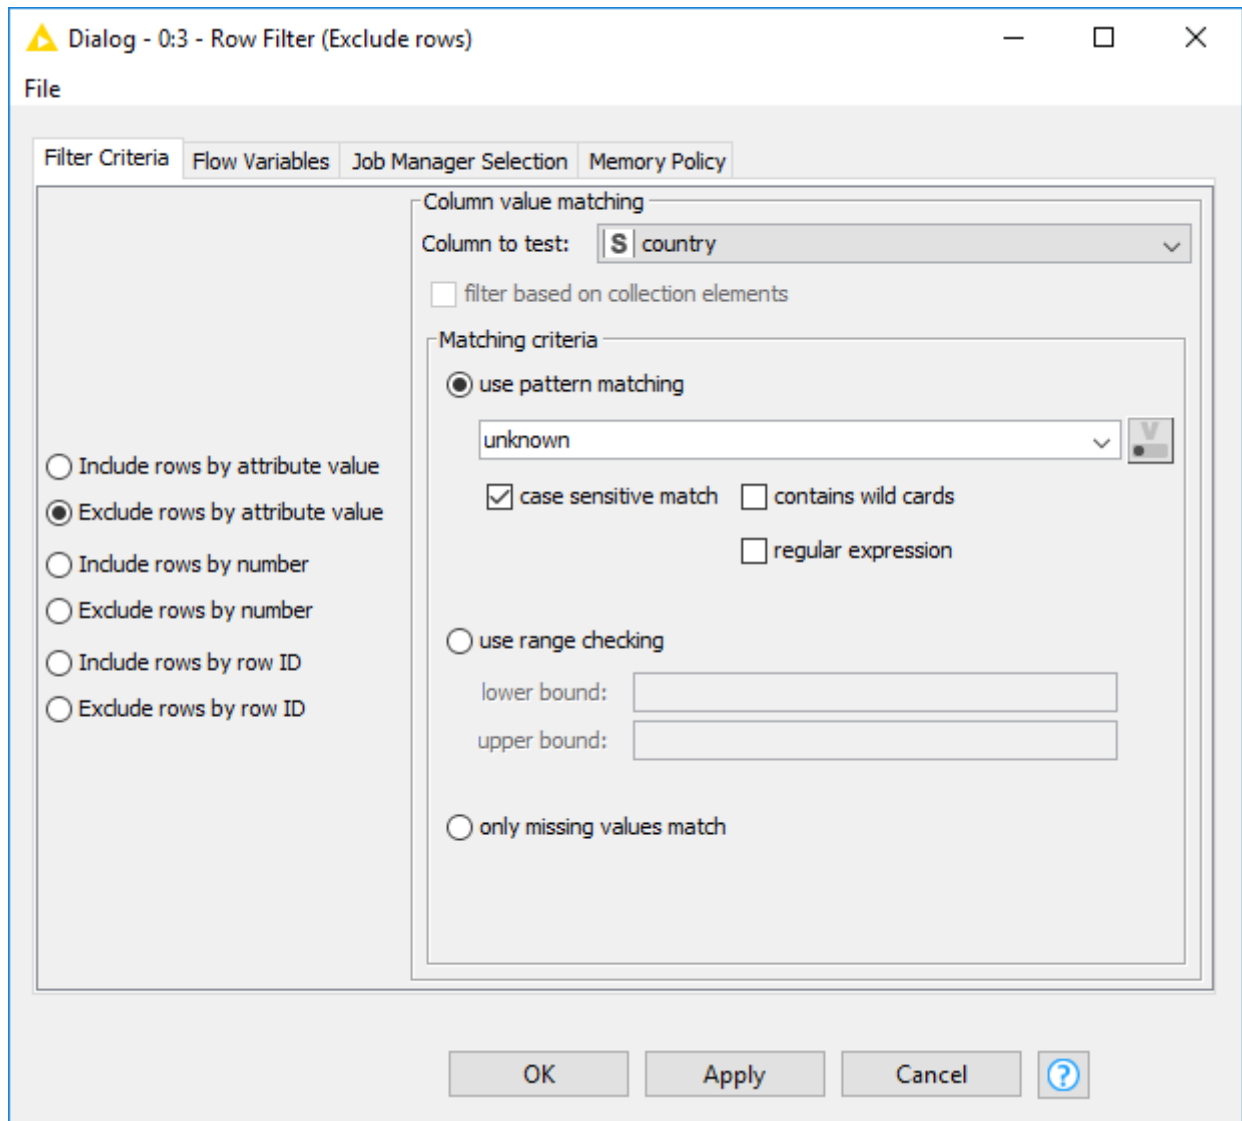 Dialog - 0:3 - Row Filter (Exclude rows)
File
Filter Criteria Flow Variables Job Manager Selection Memory Policy
Include rows by attribute value
Exclude rows by attribute value
Include rows by number
Exclude rows by number
Include rows by row ID
Exclude rows by row ID
Column value matching
Column to test: S country
filter based on collection elements
Matching criteria
use pattern matching
unknown V
case sensitive match contains wild cards
regular expression
use range checking
lower bound:
upper bound:
only missing values match
OK Apply Cancel ?